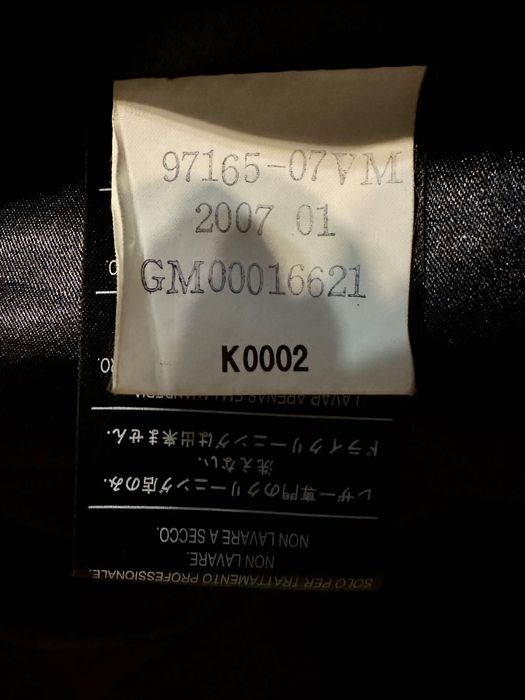 97165-07VM
2007 01
GM00016621
K0002
SOLO PER TRATTAMENTO PROFESSIONALE.
NON LAVARE.
NON LAVARE A SECCO.
レザー専門のクリーニング店のみ.
洗えない.
ドライクリーニングは出来ません.